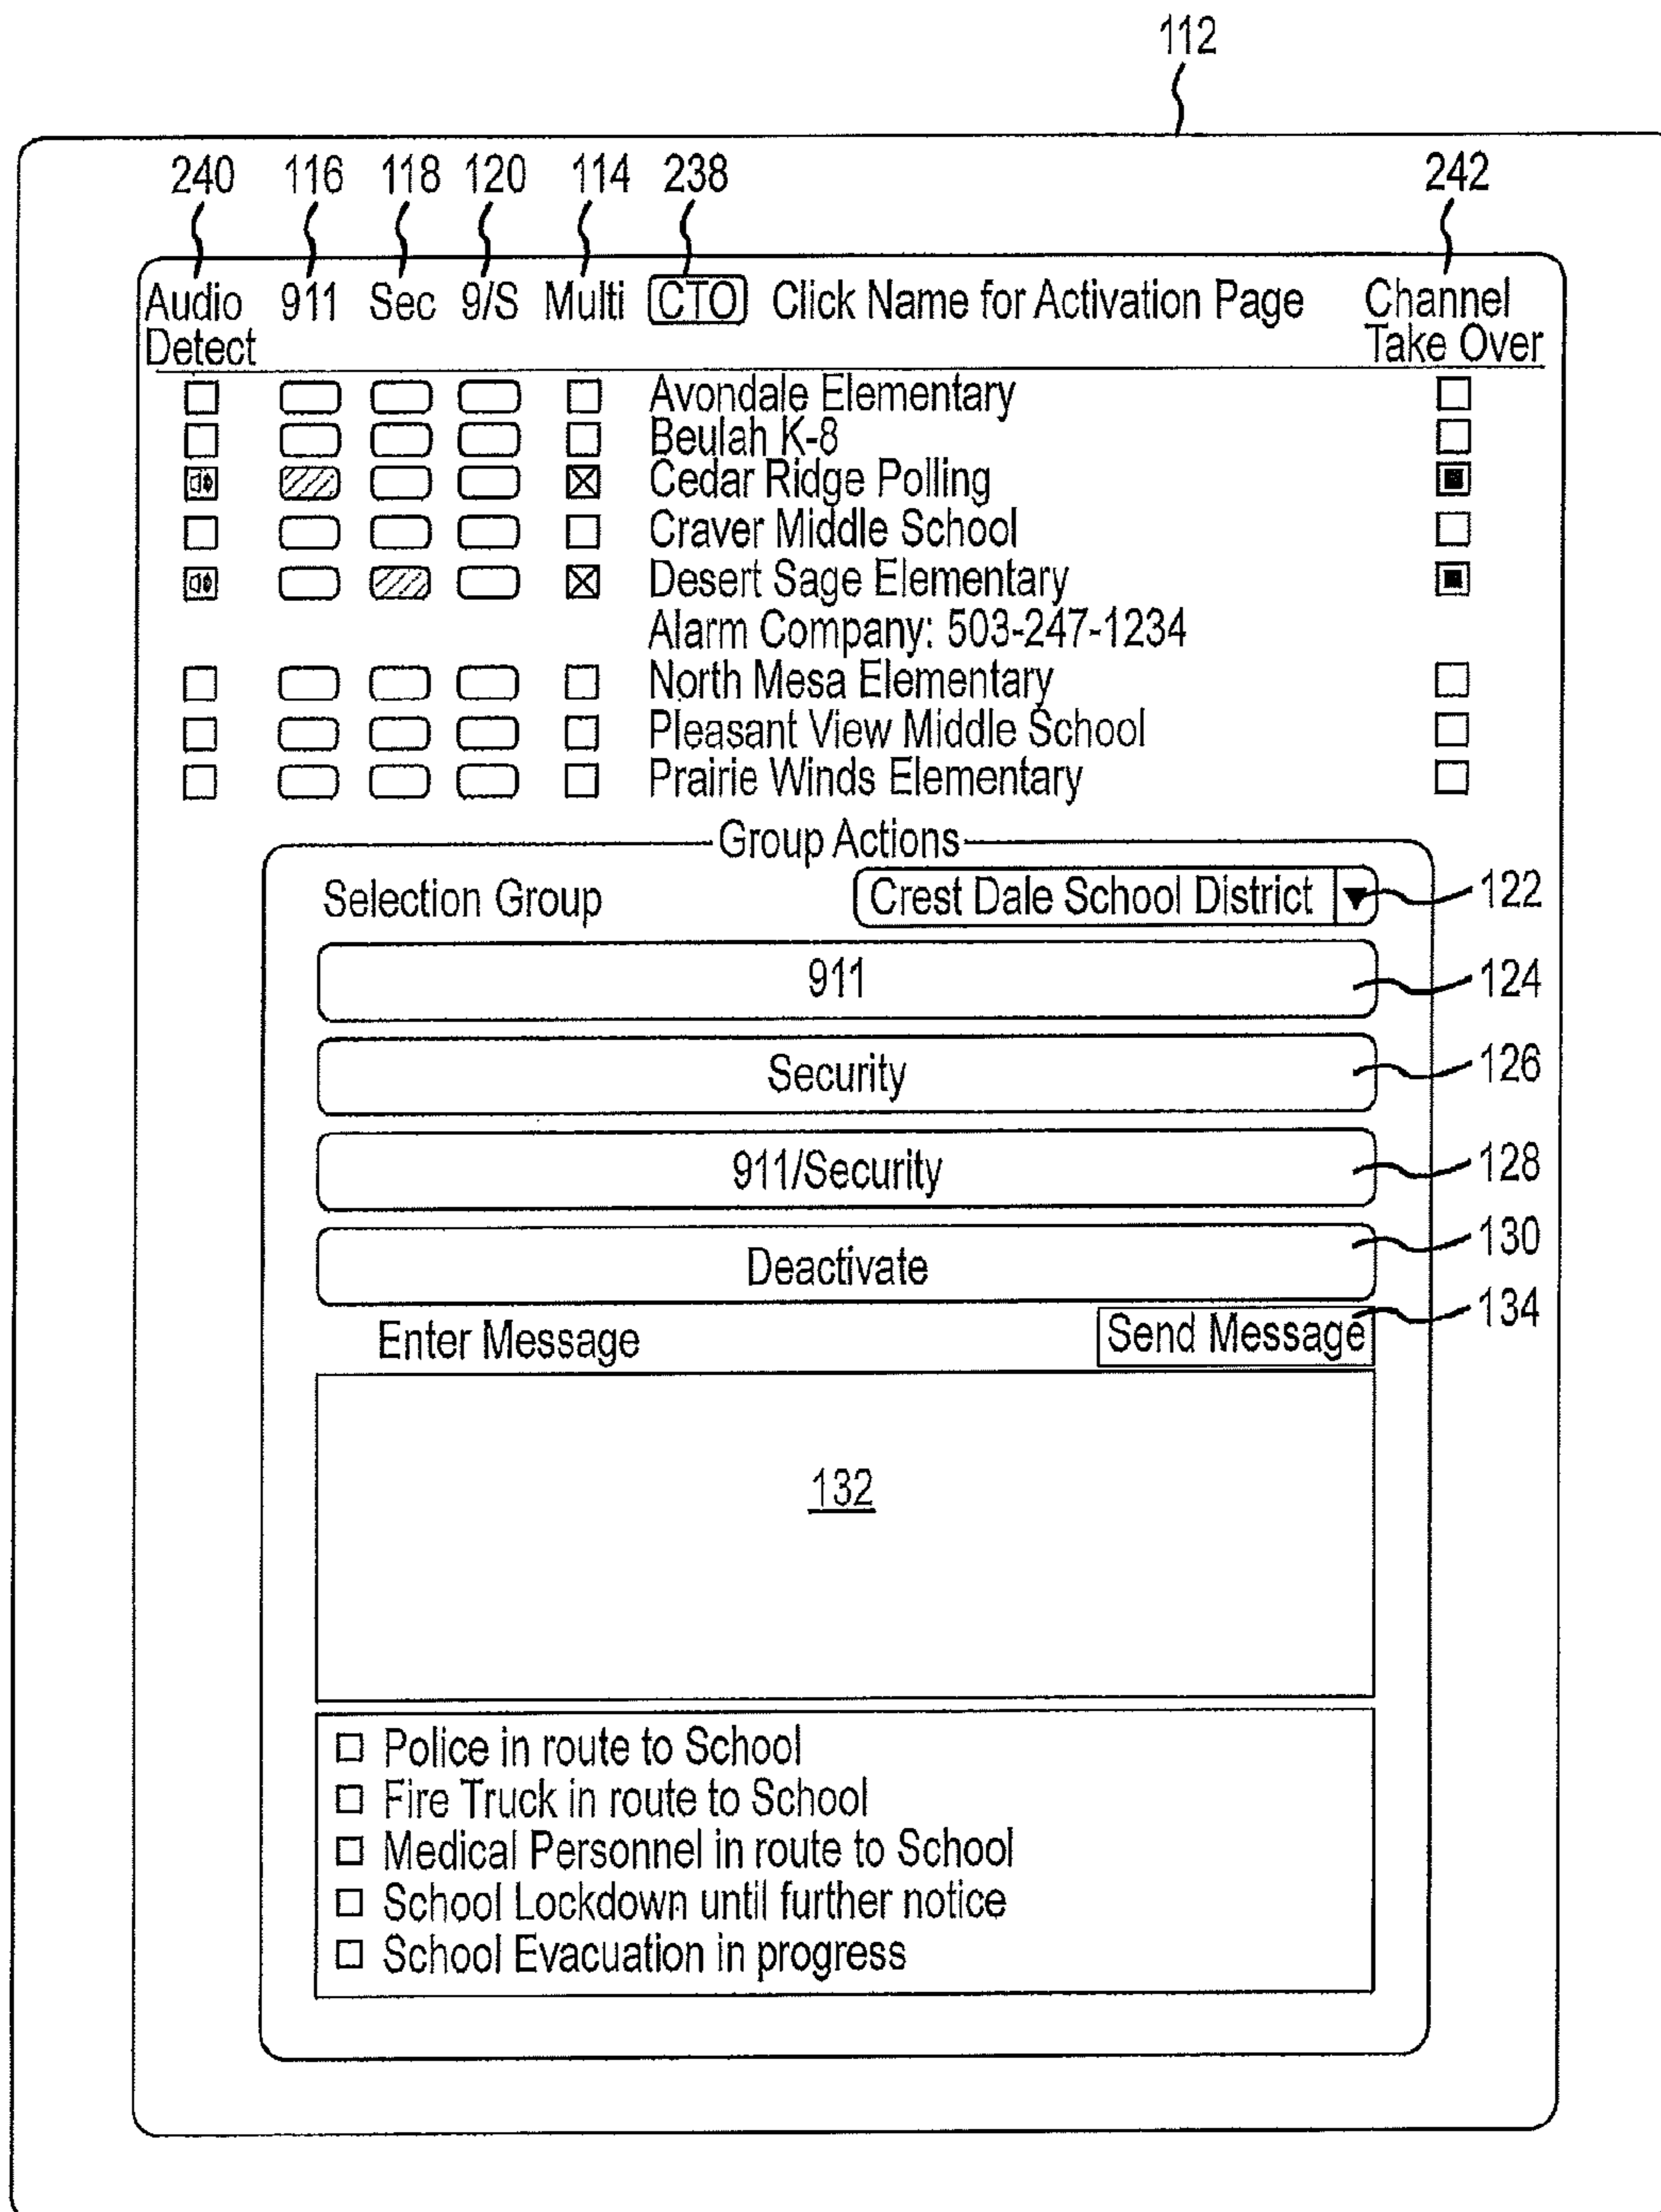 112
240 116 118 120 114 238 242
Audio Detect 911 Sec 9/S Multi CTO Click Name for Activation Page Channel Take Over
Avondale Elementary
Beulah K-8
Cedar Ridge Polling
Craver Middle School
Desert Sage Elementary
Alarm Company: 503-247-1234
North Mesa Elementary
Pleasant View Middle School
Prairie Winds Elementary
Group Actions
Selection Group Crest Dale School District 122
911 124
Security 126
911/Security 128
Deactivate 130
Enter Message Send Message 134
132
Police in route to School
Fire Truck in route to School
Medical Personnel in route to School
School Lockdown until further notice
School Evacuation in progress